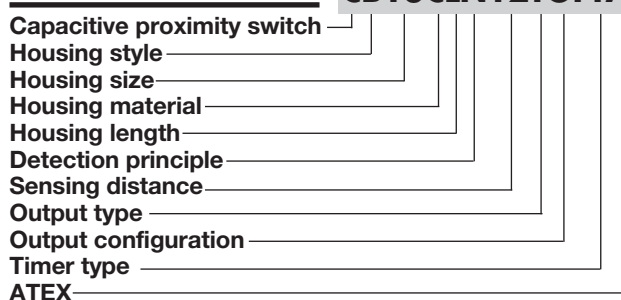 Capacitive proximity switch
Housing style
Housing size
Housing material
Housing length
Detection principle
Sensing distance
Output type
Output configuration
Timer type
ATEX